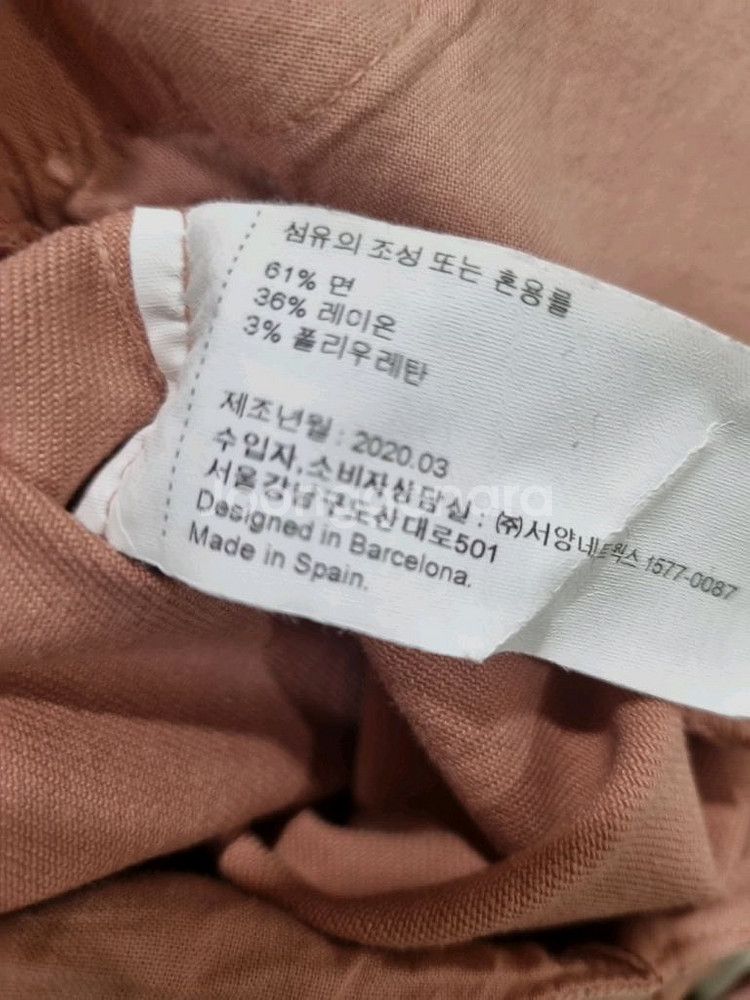 섬유의 조성 또는 혼용률
61% 면
36% 레이온
3% 폴리우레탄
제조년월 : 2020.03
수입자,소비자상담실 : ㈜서양네트웍스 1577-0087
서울강남구도산대로501
Designed in Barcelona.
Made in Spain.
joonggonara